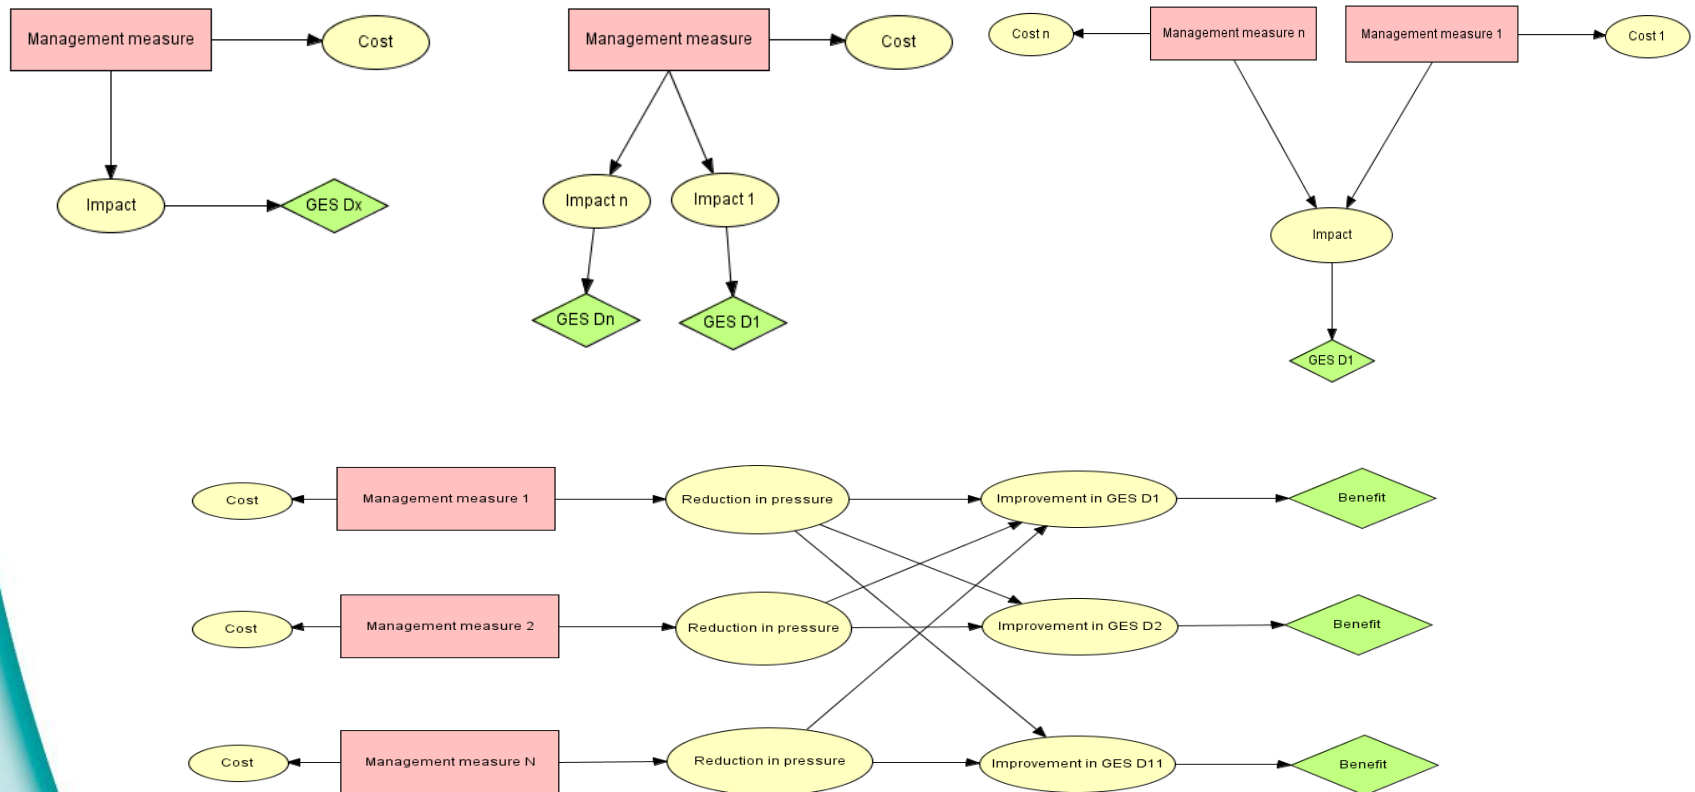 Management measure
Cost
Impact
GES Dx
Management measure
Cost
Impact n
Impact 1
GES Dn
GES D1
Cost n
Management measure n
Management measure 1
Cost 1
Impact
GES D1
Cost
Management measure 1
Reduction in pressure
Improvement in GES D1
Benefit
Cost
Management measure 2
Reduction in pressure
Improvement in GES D2
Benefit
Cost
Management measure N
Reduction in pressure
Improvement in GES D11
Benefit